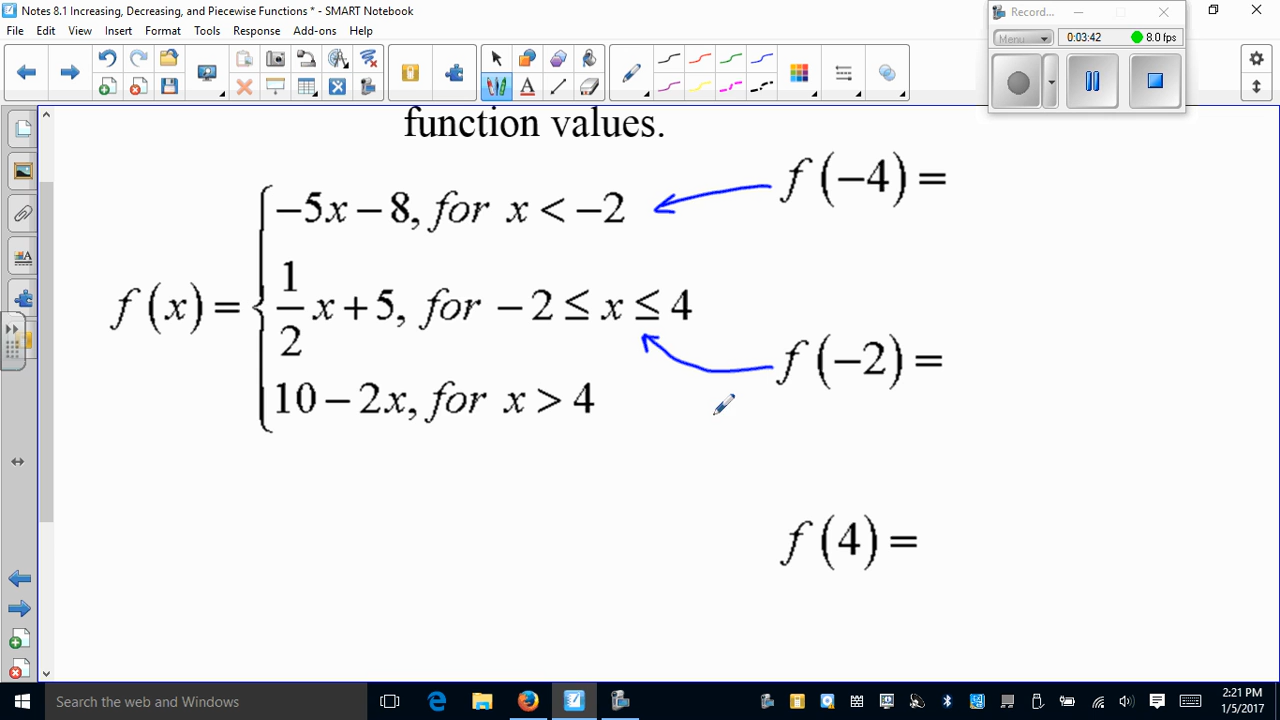 Notes 8.1 Increasing, Decreasing, and Piecewise Functions * - SMART Notebook
File Edit View Insert Format Tools Response Add-ons Help
Record...
Menu 0:03:42 8.0 fps
function values.
f(−4)=
−5x−8, for x<−2
f(x)= 1/2 x+5, for −2≤x≤4
f(−2)=
10−2x, for x>4
f(4)=
Search the web and Windows
2:21 PM
1/5/2017